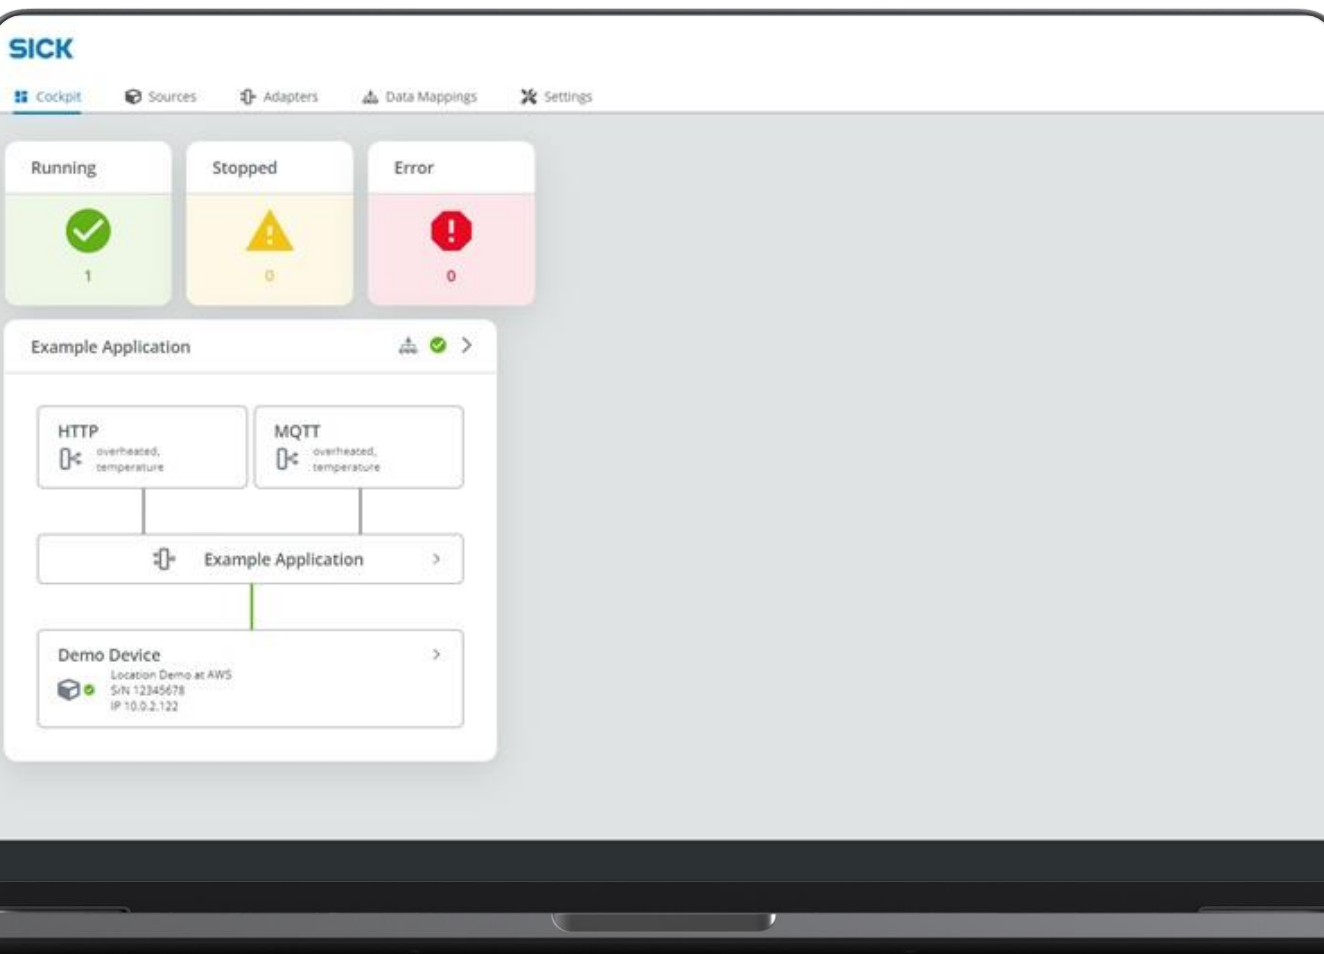 SICK
Cockpit Sources Adapters Data Mappings Settings
Running Stopped Error
1 0 0
Example Application
HTTP MQTT
overheated, overheated,
temperature temperature
Example Application
Demo Device
Location Demo at AWS
S/N 12345678
IP 10.0.2.122